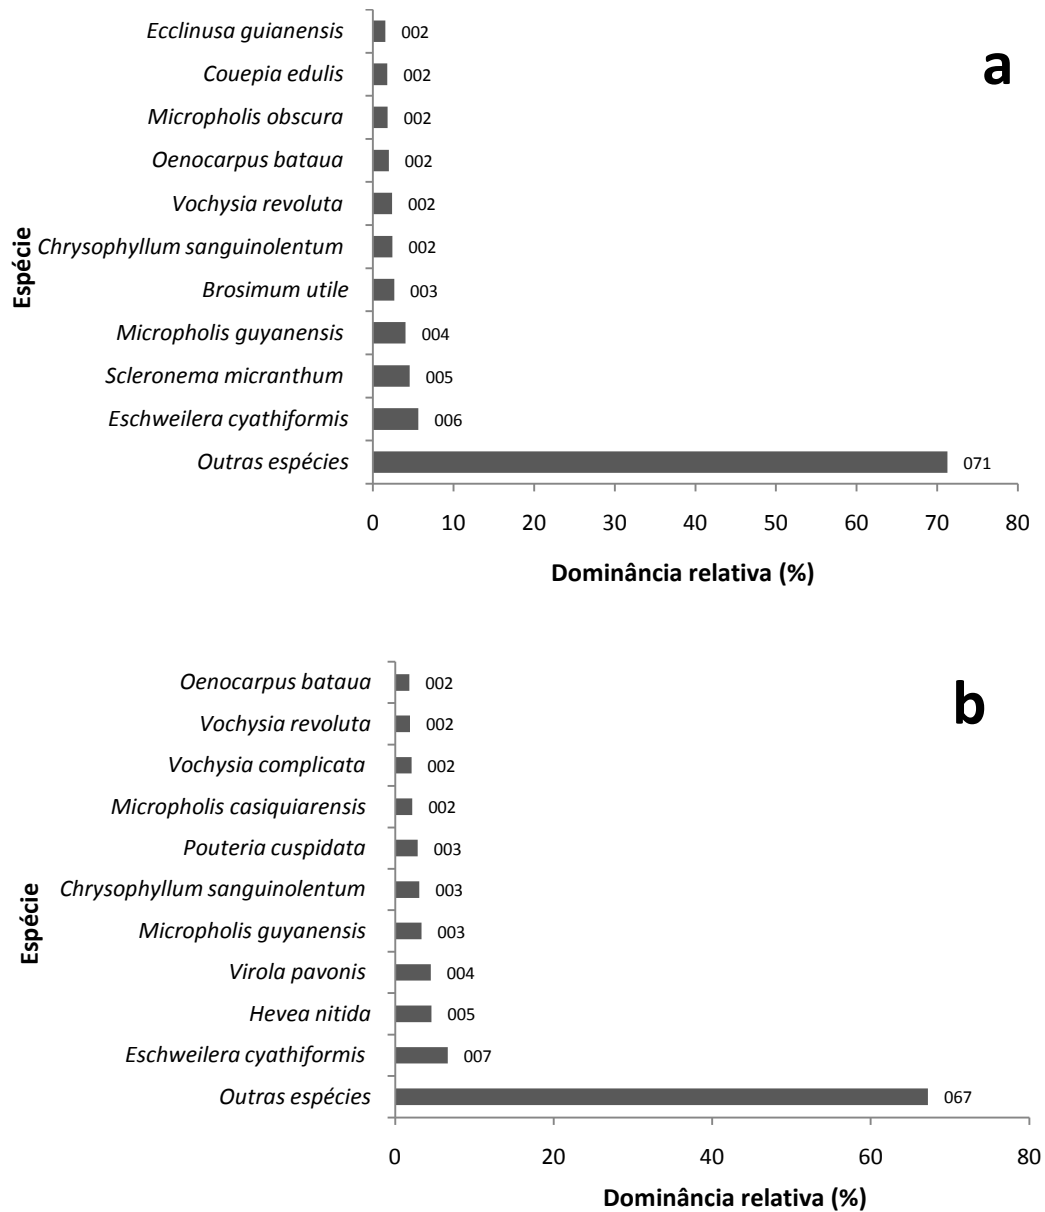 a
Espécie
Ecclinusa guianensis 002
Couepia edulis 002
Micropholis obscura 002
Oenocarpus bataua 002
Vochysia revoluta 002
Chrysophyllum sanguinolentum 002
Brosimum utile 003
Micropholis guyanensis 004
Scleronema micranthum 005
Eschweilera cyathiformis 006
Outras espécies 071
0 10 20 30 40 50 60 70 80
Dominância relativa (%)
b
Espécie
Oenocarpus bataua 002
Vochysia revoluta 002
Vochysia complicata 002
Micropholis casiquiarensis 002
Pouteria cuspidata 003
Chrysophyllum sanguinolentum 003
Micropholis guyanensis 003
Virola pavonis 004
Hevea nitida 005
Eschweilera cyathiformis 007
Outras espécies 067
0 20 40 60 80
Dominância relativa (%)